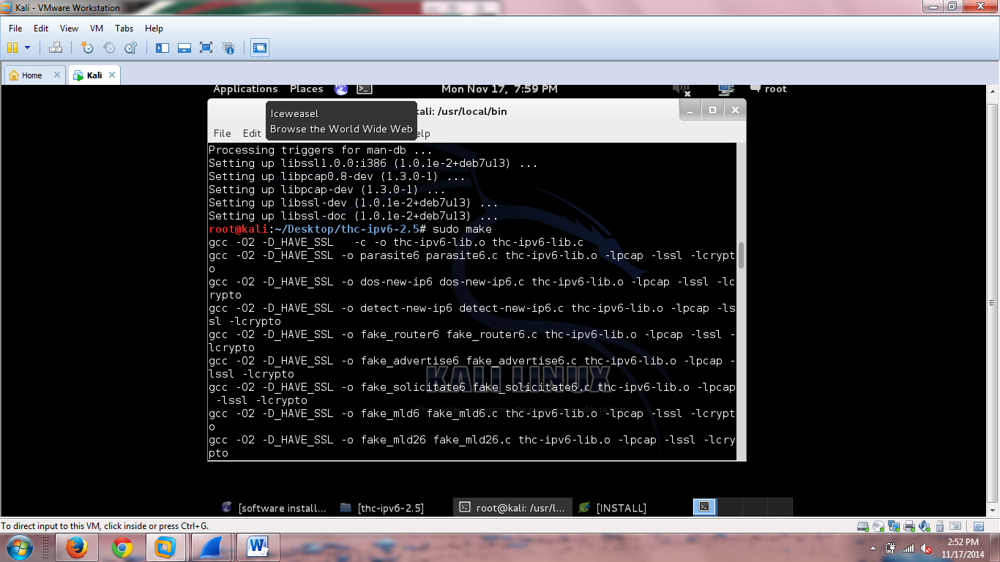 Kali - VMware Workstation
File Edit View VM Tabs Help
Home Kali
Applications Places Mon Nov 17, 7:59 PM root
kali: /usr/local/bin
Iceweasel
Browse the World Wide Web
File Edit elp
Processing triggers for man-db ...
Setting up libssl1.0.0:i386 (1.0.1e-2+deb7u13) ...
Setting up libpcap0.8-dev (1.3.0-1) ...
Setting up libpcap-dev (1.3.0-1) ...
Setting up libssl-dev (1.0.1e-2+deb7u13) ...
Setting up libssl-doc (1.0.1e-2+deb7u13) ...
root@kali:~/Desktop/thc-ipv6-2.5# sudo make
gcc -O2 -D_HAVE_SSL   -c -o thc-ipv6-lib.o thc-ipv6-lib.c
gcc -O2 -D_HAVE_SSL -o parasite6 parasite6.c thc-ipv6-lib.o -lpcap -lssl -lcrypt
o
gcc -O2 -D_HAVE_SSL -o dos-new-ip6 dos-new-ip6.c thc-ipv6-lib.o -lpcap -lssl -lc
rypto
gcc -O2 -D_HAVE_SSL -o detect-new-ip6 detect-new-ip6.c thc-ipv6-lib.o -lpcap -ls
sl -lcrypto
gcc -O2 -D_HAVE_SSL -o fake_router6 fake_router6.c thc-ipv6-lib.o -lpcap -lssl -
lcrypto
gcc -O2 -D_HAVE_SSL -o fake_advertise6 fake_advertise6.c thc-ipv6-lib.o -lpcap -
lssl -lcrypto
KALI LINUX
gcc -O2 -D_HAVE_SSL -o fake_solicitate6 fake_solicitate6.c thc-ipv6-lib.o -lpcap
 -lssl -lcrypto
gcc -O2 -D_HAVE_SSL -o fake_mld6 fake_mld6.c thc-ipv6-lib.o -lpcap -lssl -lcrypt
o
gcc -O2 -D_HAVE_SSL -o fake_mld26 fake_mld26.c thc-ipv6-lib.o -lpcap -lssl -lcry
pto
[software install... [thc-ipv6-2.5] root@kali: /usr/l... [INSTALL]
To direct input to this VM, click inside or press Ctrl+G.
2:52 PM
11/17/2014